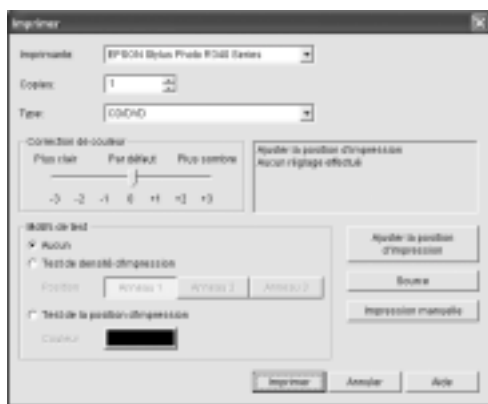 Imprimer
Imprimante: EPSON Stylus Photo R340 Series
Copies: 1
Type: CD/DVD
Correction de couleur
Plus clair Par défaut Plus sombre
-3 -2 -1 0 +1 +2 +3
Ajuster la position d'impression
Aucun réglage effectué
Motifs de test
Aucun
Test de densité d'impression
Position Anneau 1 Anneau 2 Anneau 3
Test de la position d'impression
Couleur
Ajuster la position d'impression
Source
Impression manuelle
Imprimer Annuler Aide